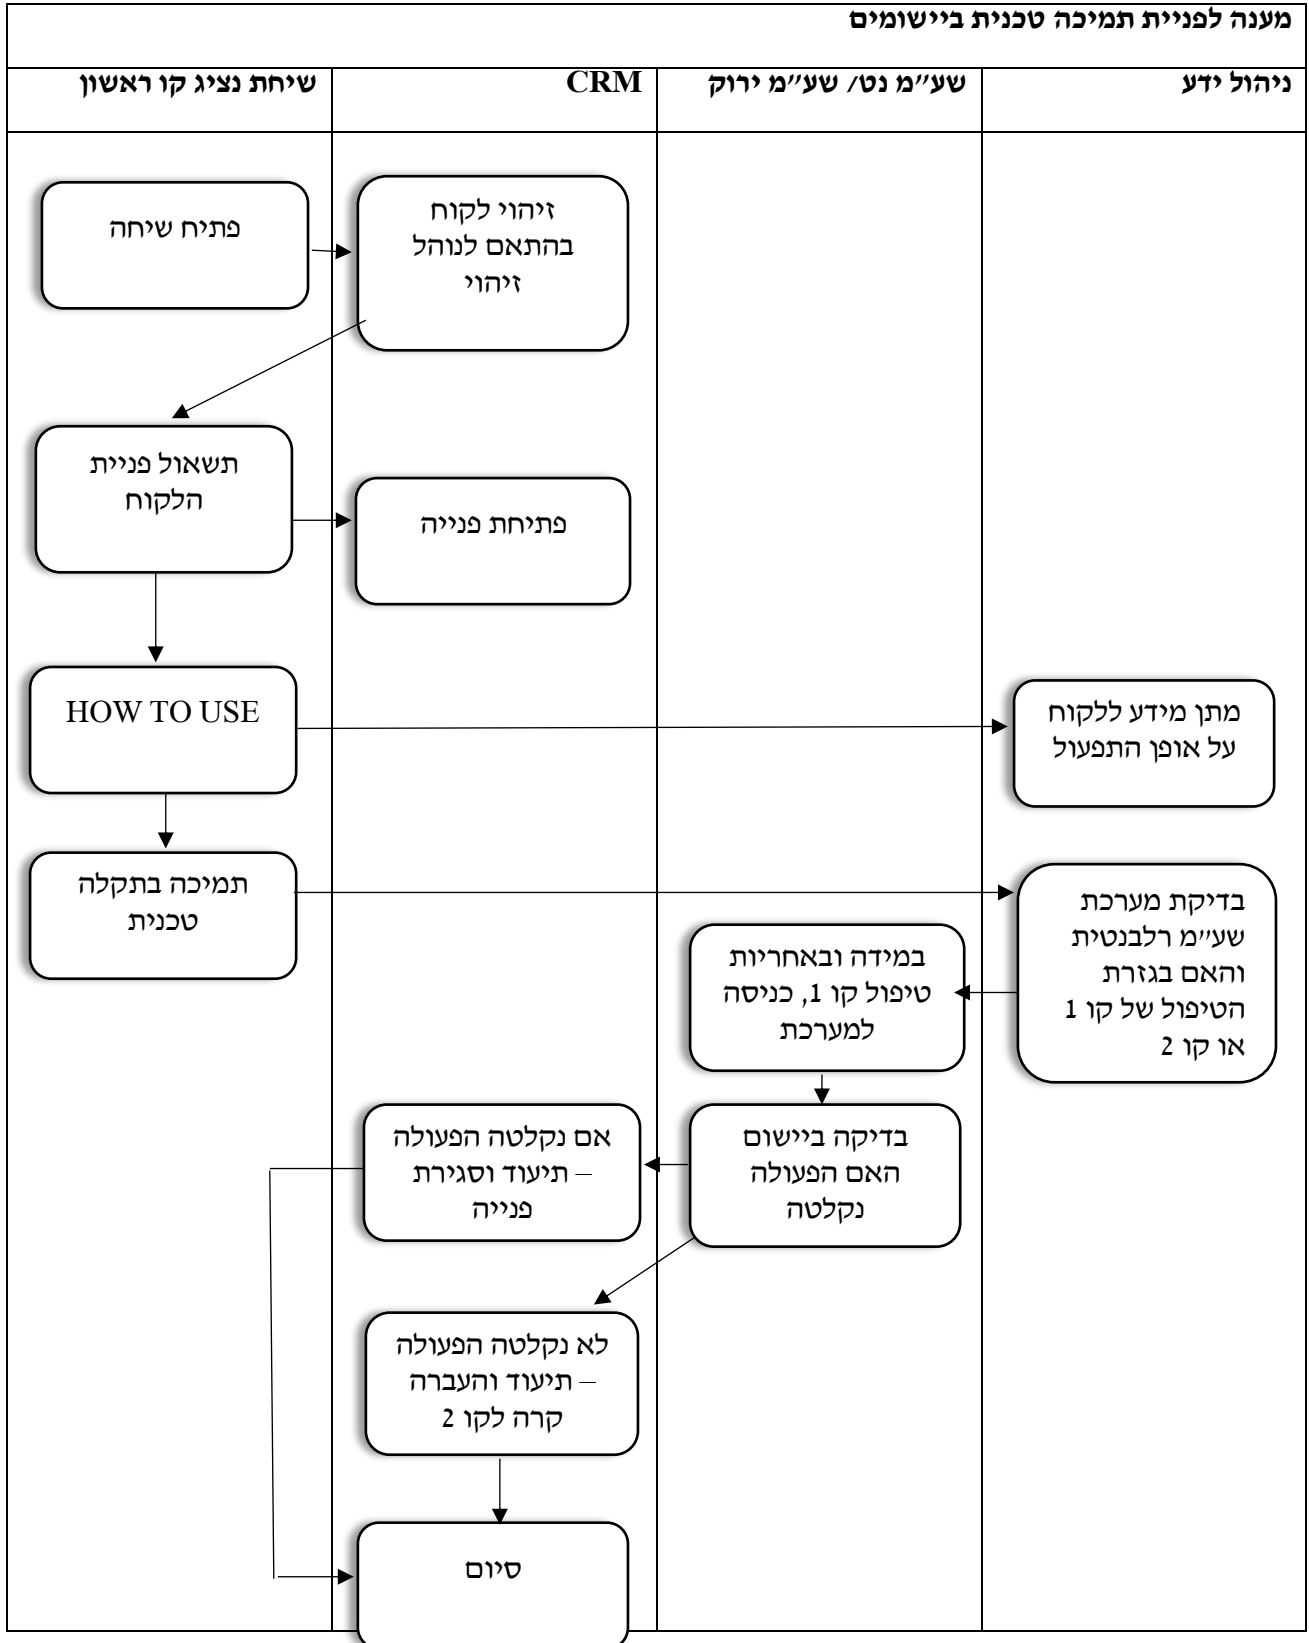 מענה לפניית תמיכה טכנית ביישומים
שיחת נציג קו ראשון
CRM
שע״מ נט/ שע״מ ירוק
ניהול ידע
פתיח שיחה
זיהוי לקוח
בהתאם לנוהל
זיהוי
תשאול פניית
הלקוח
פתיחת פנייה
HOW TO USE
מתן מידע ללקוח
על אופן התפעול
תמיכה בתקלה
טכנית
בדיקת מערכת
שע״מ רלבנטית
והאם בגזרת
הטיפול של קו 1
או קו 2
במידה ובאחריות
טיפול קו 1, כניסה
למערכת
בדיקה ביישום
האם הפעולה
נקלטה
אם נקלטה הפעולה
– תיעוד וסגירת
פנייה
לא נקלטה הפעולה
– תיעוד והעברה
קרה לקו 2
סיום